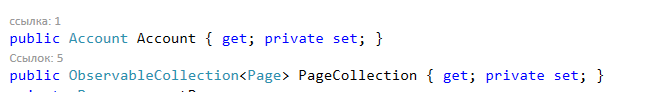 ссылка: 1
public Account Account { get; private set; }
Ссылок: 5
public ObservableCollection<Page> PageCollection { get; private set; }